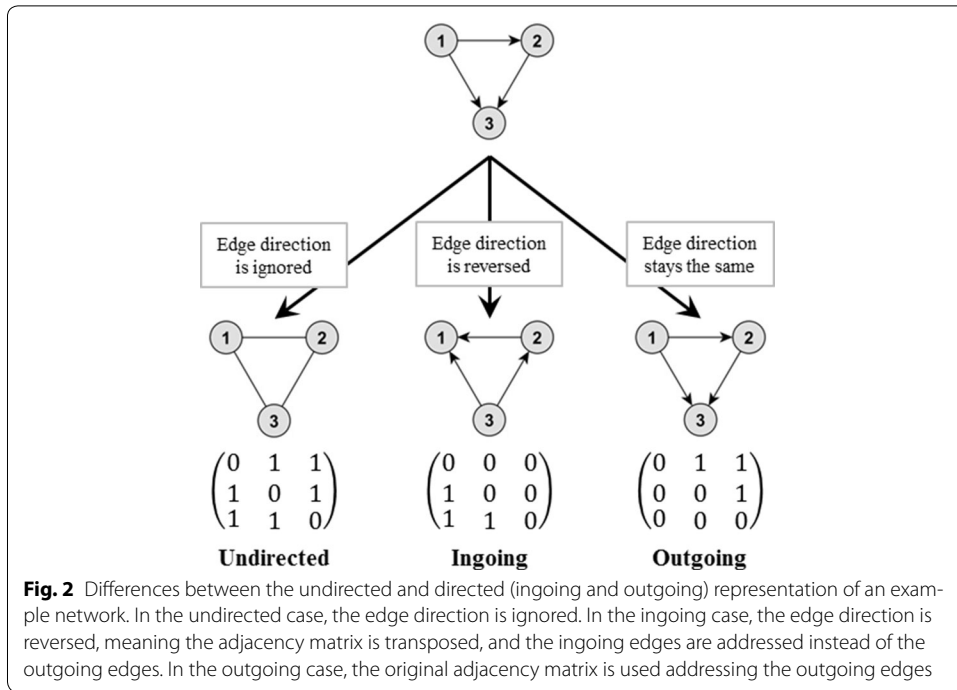 1 2
3
Edge direction Edge direction Edge direction
is ignored is reversed stays the same
1 2 1 2 1 2
3 3 3
0 1 1 0 0 0 0 1 1
1 0 1 1 0 0 0 0 1
1 1 0 1 1 0 0 0 0
Undirected Ingoing Outgoing
Fig. 2 Differences between the undirected and directed (ingoing and outgoing) representation of an exam-
ple network. In the undirected case, the edge direction is ignored. In the ingoing case, the edge direction is
reversed, meaning the adjacency matrix is transposed, and the ingoing edges are addressed instead of the
outgoing edges. In the outgoing case, the original adjacency matrix is used addressing the outgoing edges